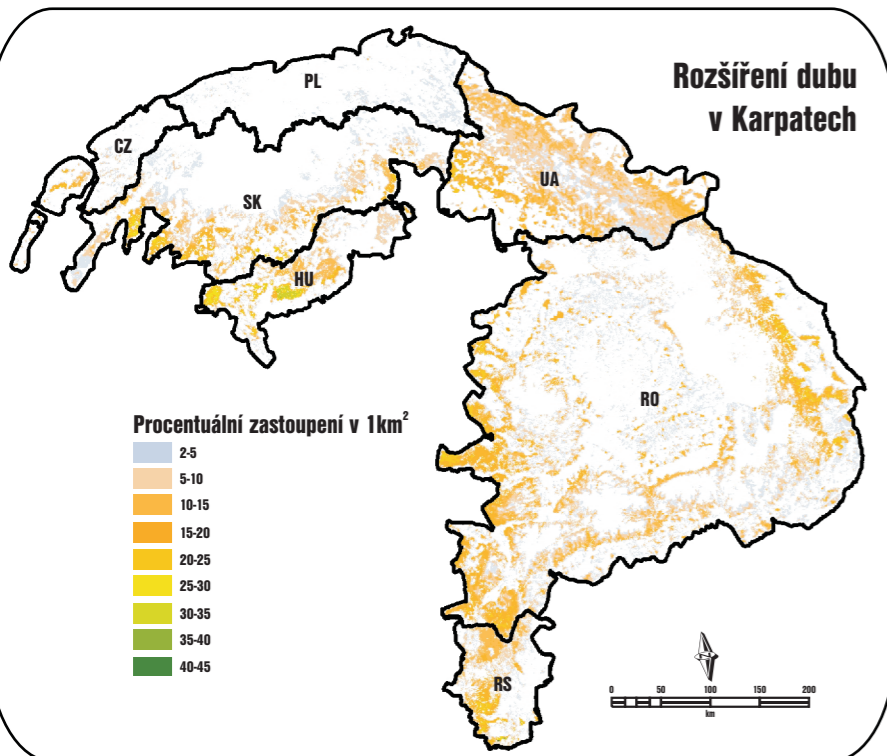 Rozšíření dubu
v Karpatech
PL
CZ
SK
UA
HU
RO
RS
Procentuální zastoupení v 1km²
2-5
5-10
10-15
15-20
20-25
25-30
30-35
35-40
40-45
0 50 100 150 200
km